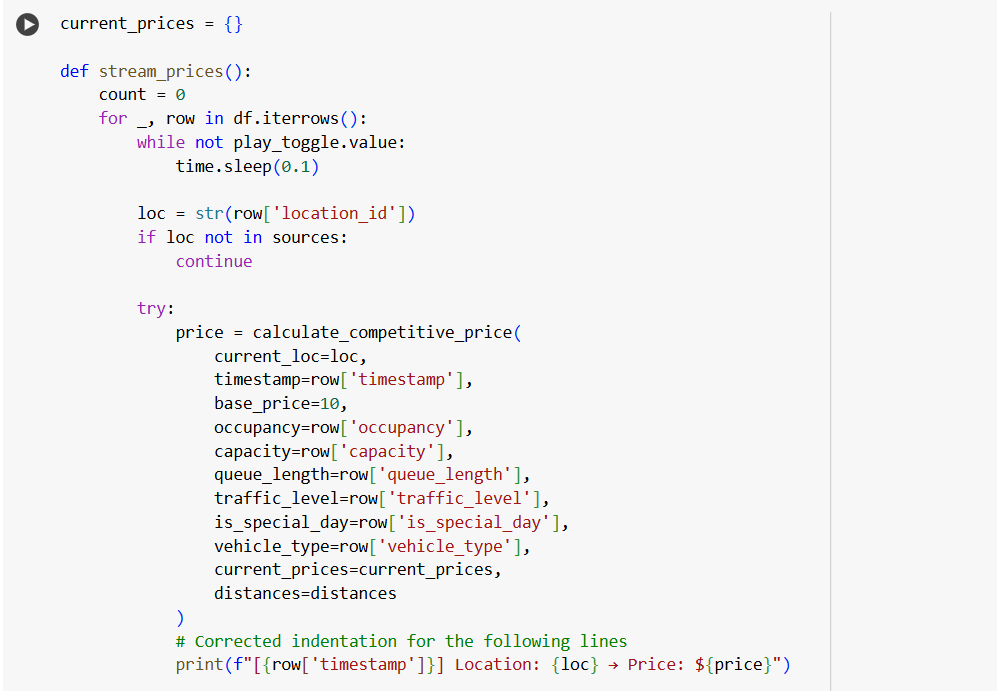 current_prices = {}
def stream_prices():
    count = 0
    for _, row in df.iterrows():
        while not play_toggle.value:
            time.sleep(0.1)
        loc = str(row['location_id'])
        if loc not in sources:
            continue
        try:
            price = calculate_competitive_price(
                current_loc=loc,
                timestamp=row['timestamp'],
                base_price=10,
                occupancy=row['occupancy'],
                capacity=row['capacity'],
                queue_length=row['queue_length'],
                traffic_level=row['traffic_level'],
                is_special_day=row['is_special_day'],
                vehicle_type=row['vehicle_type'],
                current_prices=current_prices,
                distances=distances
            )
            # Corrected indentation for the following lines
            print(f"[{row['timestamp']}] Location: {loc} → Price: ${price}")